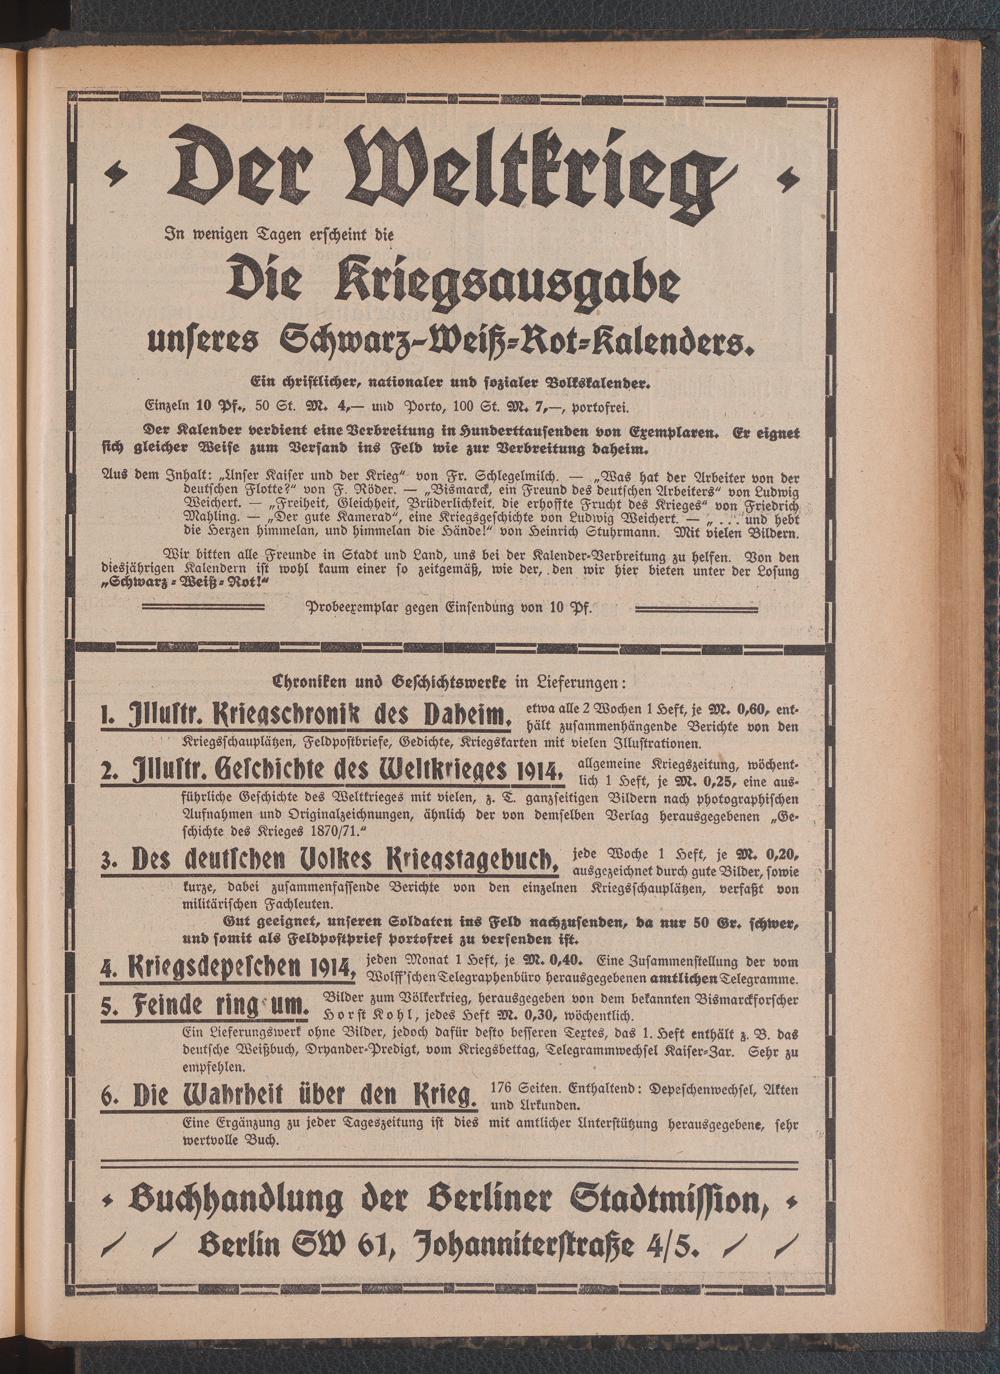 Der Weltkrieg
In wenigen Tagen erscheint die
Die Kriegsausgabe
unseres Schwarz-Weiß-Rot-Kalenders.
Ein christlicher, nationaler und sozialer Volkskalender.
Einzeln 10 Pf., 50 St. M. 4,— und Porto, 100 St. M. 7,—, portofrei.
Der Kalender verdient eine Verbreitung in Hunderttausenden von Exemplaren. Er eignet
sich gleicher Weise zum Versand ins Feld wie zur Verbreitung daheim.
Aus dem Inhalt: „Unser Kaiser und der Krieg“ von Fr. Schlegelmilch. — „Was hat der Arbeiter von der
deutschen Flotte?“ von F. Röder. — „Bismarck, ein Freund des deutschen Arbeiters“ von Ludwig
Weichert. — „Freiheit, Gleichheit, Brüderlichkeit, die erhoffte Frucht des Krieges“ von Friedrich
Mahling. — „Der gute Kamerad“, eine Kriegsgeschichte von Ludwig Weichert. — „ . . . und hebt
die Herzen himmelan, und himmelan die Hände!“ von Heinrich Stuhrmann. Mit vielen Bildern.
Wir bitten alle Freunde in Stadt und Land, uns bei der Kalender-Verbreitung zu helfen. Von den
diesjährigen Kalendern ist wohl kaum einer so zeitgemäß, wie der, den wir hier bieten unter der Losung
„Schwarz-Weiß-Rot!“
Probeexemplar gegen Einsendung von 10 Pf.
Chroniken und Geschichtswerke in Lieferungen:
1. Illustr. Kriegschronik des Daheim, etwa alle 2 Wochen 1 Heft, je M. 0,60, ent-
hält zusammenhängende Berichte von den
Kriegsschauplätzen, Feldpostbriefe, Gedichte, Kriegskarten mit vielen Illustrationen.
2. Illustr. Geschichte des Weltkrieges 1914, allgemeine Kriegszeitung, wöchent-
lich 1 Heft, je M. 0,25, eine aus-
führliche Geschichte des Weltkrieges mit vielen, z. T. ganzseitigen Bildern nach photographischen
Aufnahmen und Originalzeichnungen, ähnlich der von demselben Verlag herausgegebenen „Ge-
schichte des Krieges 1870/71.“
3. Des deutschen Volkes Kriegstagebuch, jede Woche 1 Heft, je M. 0,20,
ausgezeichnet durch gute Bilder, sowie
kurze, dabei zusammenfassende Berichte von den einzelnen Kriegsschauplätzen, verfaßt von
militärischen Fachleuten.
Gut geeignet, unseren Soldaten ins Feld nachzusenden, da nur 50 Gr. schwer,
und somit als Feldpostprief portofrei zu versenden ist.
4. Kriegsdepeschen 1914, jeden Monat 1 Heft, je M. 0,40. Eine Zusammenstellung der vom
Wolff'schen Telegraphenbüro herausgegebenen amtlichen Telegramme.
5. Feinde ring um. Bilder zum Völkerkrieg, herausgegeben von dem bekannten Bismarckforscher
Horst Kohl, jedes Heft M. 0,30, wöchentlich.
Ein Lieferungswerk ohne Bilder, jedoch dafür desto besseren Textes, das 1. Heft enthält z. B. das
deutsche Weißbuch, Dryander-Predigt, vom Kriegsbettag, Telegrammwechsel Kaiser-Zar. Sehr zu
empfehlen.
6. Die Wahrheit über den Krieg. 176 Seiten. Enthaltend: Depeschenwechsel, Akten
und Urkunden.
Eine Ergänzung zu jeder Tageszeitung ist dies mit amtlicher Unterstützung herausgegebene, sehr
wertvolle Buch.
Buchhandlung der Berliner Stadtmission,
Berlin SW 61, Johanniterstraße 4/5.